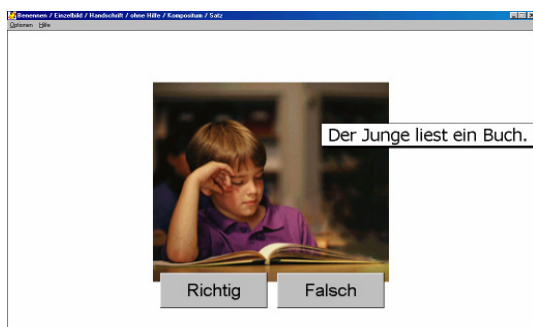 Benennen / Einzelbild / Handschrift / ohne Hilfe / Kompositum / Satz
Optionen Hilfe
Der Junge liest ein Buch.
Richtig Falsch